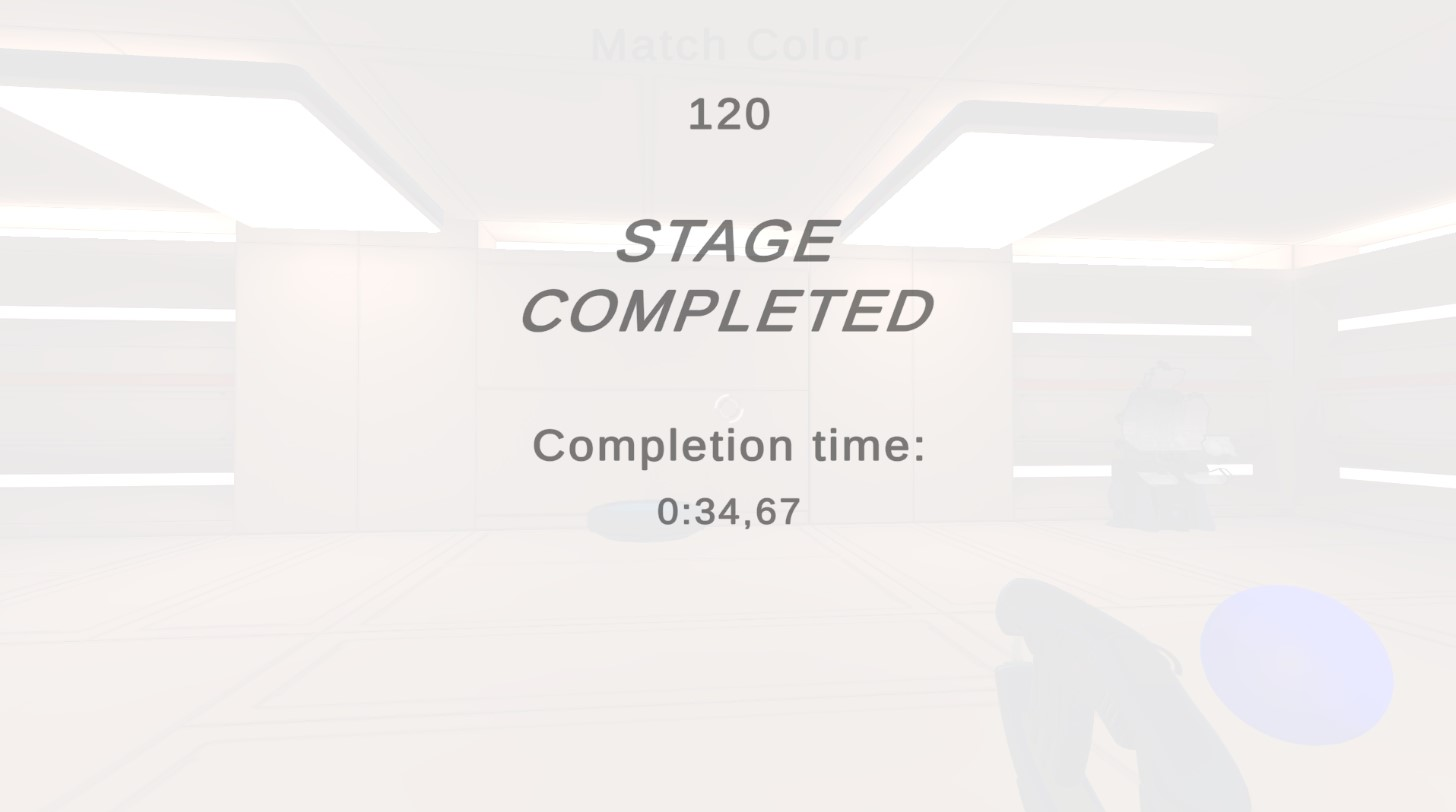 Match Color
120
STAGE
COMPLETED
Completion time:
0:34,67